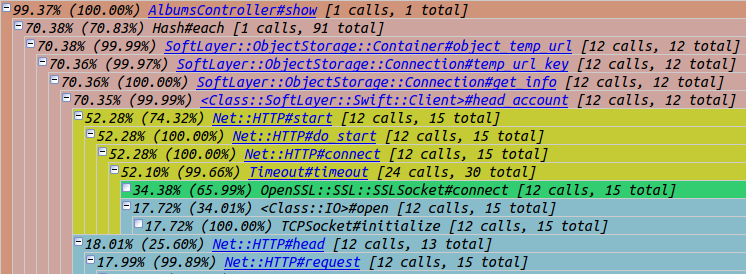 99.37% (100.00%) AlbumsController#show [1 calls, 1 total]
70.38% (70.83%) Hash#each [1 calls, 91 total]
70.38% (99.99%) SoftLayer::ObjectStorage::Container#object_temp_url [12 calls, 12 total]
70.36% (99.97%) SoftLayer::ObjectStorage::Connection#temp_url_key [12 calls, 12 total]
70.36% (100.00%) SoftLayer::ObjectStorage::Connection#get_info [12 calls, 12 total]
70.35% (99.99%) <Class::SoftLayer::Swift::Client>#head_account [12 calls, 12 total]
52.28% (74.32%) Net::HTTP#start [12 calls, 15 total]
52.28% (100.00%) Net::HTTP#do_start [12 calls, 15 total]
52.28% (100.00%) Net::HTTP#connect [12 calls, 15 total]
52.10% (99.66%) Timeout#timeout [24 calls, 30 total]
34.38% (65.99%) OpenSSL::SSL::SSLSocket#connect [12 calls, 15 total]
17.72% (34.01%) <Class::IO>#open [12 calls, 15 total]
17.72% (100.00%) TCPSocket#initialize [12 calls, 15 total]
18.01% (25.60%) Net::HTTP#head [12 calls, 13 total]
17.99% (99.89%) Net::HTTP#request [12 calls, 15 total]